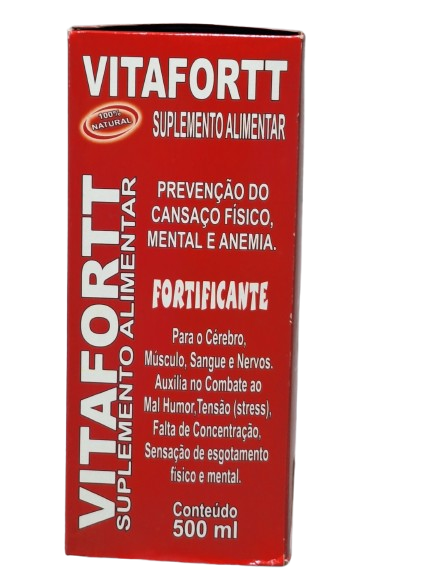 VITAFORTT
100%
NATURAL
SUPLEMENTO ALIMENTAR
VITAFORTT
SUPLEMENTO ALIMENTAR
PREVENÇÃO DO
CANSAÇO FÍSICO,
MENTAL E ANEMIA.
FORTIFICANTE
Para o Cérebro,
Músculo, Sangue e Nervos.
Auxilia no Combate ao
Mal Humor,Tensão (stress),
Falta de Concentração,
Sensação de esgotamento
físico e mental.
Conteúdo
500 ml